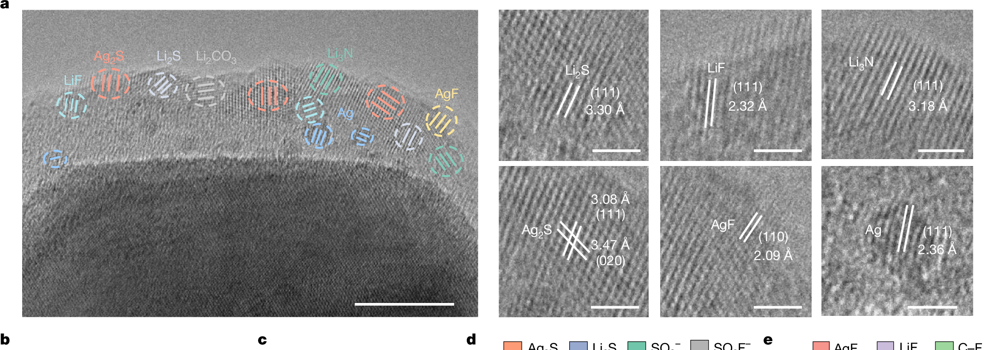 a
Ag₂S
Li₂S
Li₂CO₃
Li₃N
LiF
AgF
Ag
Li₂S
(111)
3.30 Å
LiF
(111)
2.32 Å
Li₃N
(111)
3.18 Å
3.08 Å
(111)
Ag₂S
3.47 Å
(020)
AgF
(110)
2.09 Å
Ag
(111)
2.36 Å
b
c
d
Ag₂S
Li₂S
e
AgF
LiF
C–F